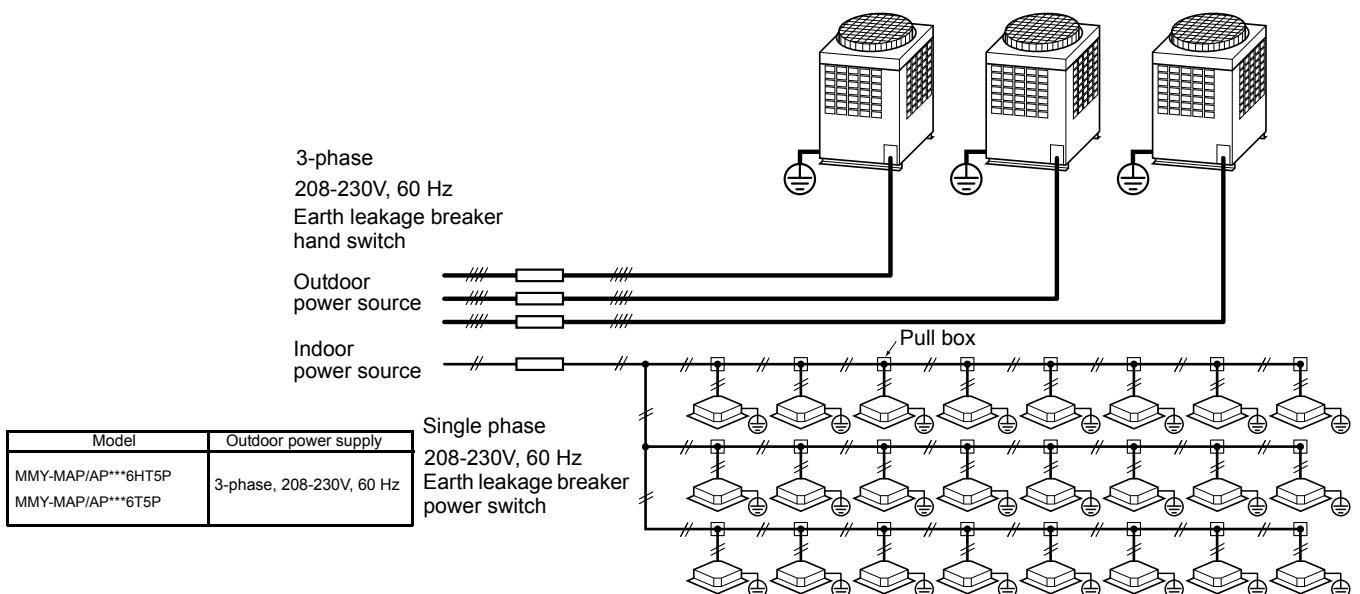 3-phase
208-230V, 60 Hz
Earth leakage breaker
hand switch
Outdoor
power source
Indoor
power source
Pull box
Single phase
208-230V, 60 Hz
Earth leakage breaker
power switch
Model
Outdoor power supply
MMY-MAP/AP***6HT5P
MMY-MAP/AP***6T5P
3-phase, 208-230V, 60 Hz